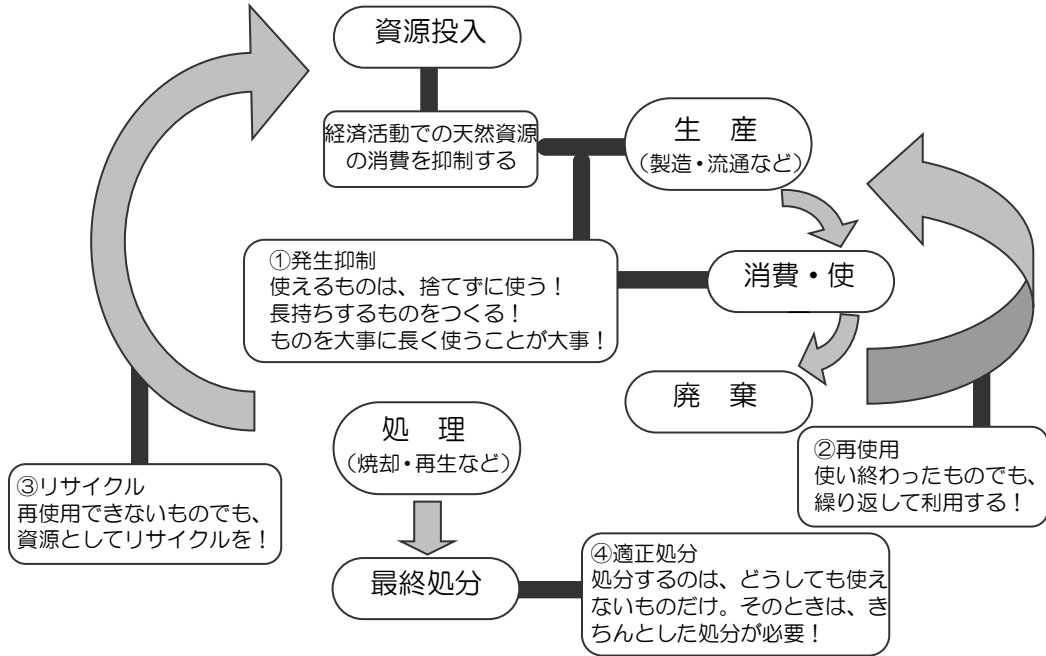 資源投入
経済活動での天然資源
の消費を抑制する
生　産
（製造・流通など）
①発生抑制
使えるものは、捨てずに使う！
長持ちするものをつくる！
ものを大事に長く使うことが大事！
消費・使
廃　棄
処　理
（焼却・再生など）
②再使用
使い終わったものでも、
繰り返して利用する！
③リサイクル
再使用できないものでも、
資源としてリサイクルを！
最終処分
④適正処分
処分するのは、どうしても使え
ないものだけ。そのときは、き
ちんとした処分が必要！